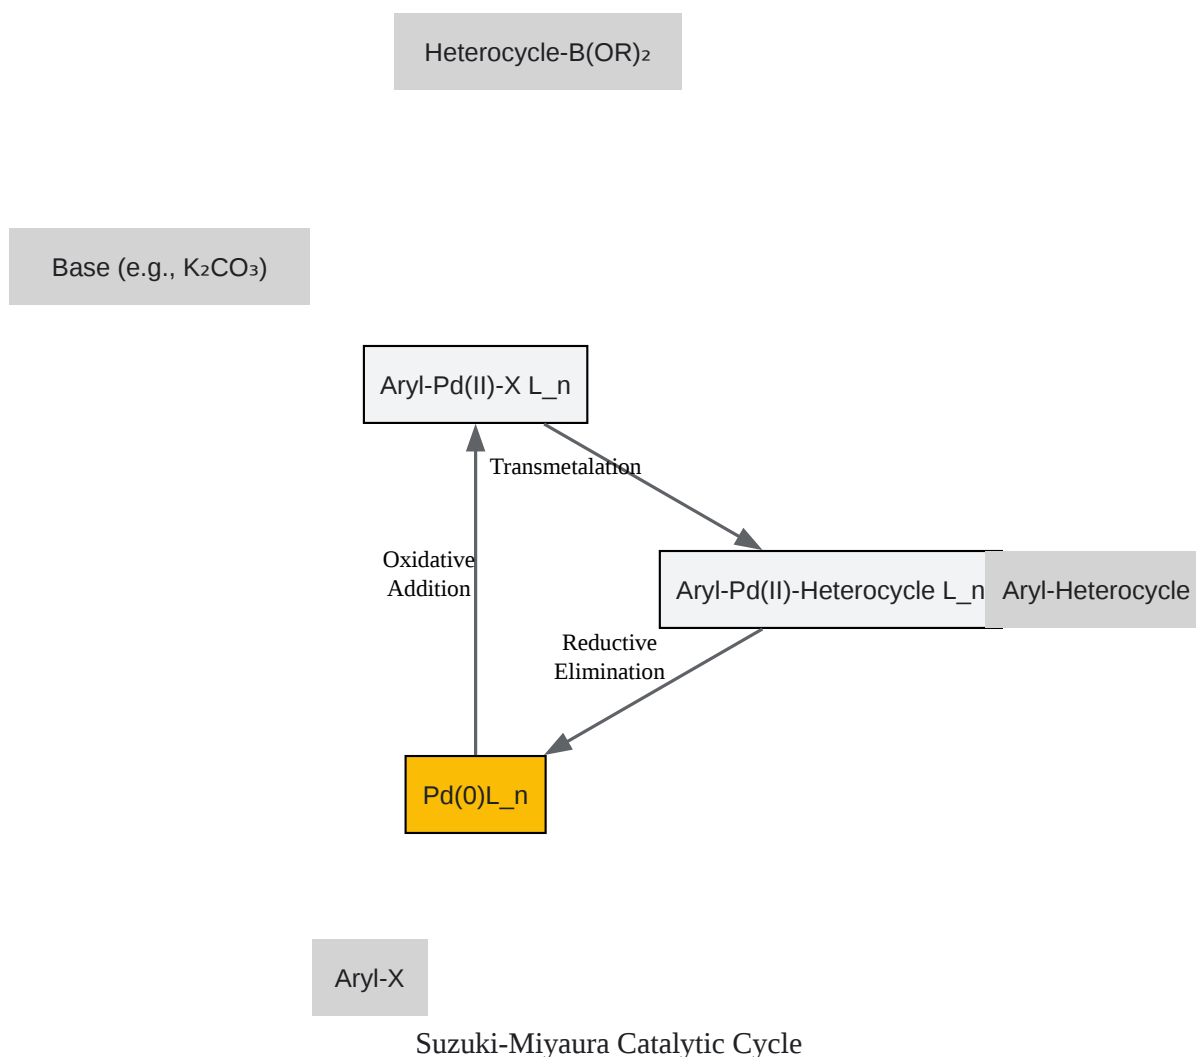 Heterocycle-B(OR)₂
Base (e.g., K₂CO₃)
Aryl-Pd(II)-X L_n
Transmetalation
Oxidative
Addition
Aryl-Pd(II)-Heterocycle L_n
Aryl-Heterocycle
Reductive
Elimination
Pd(0)L_n
Aryl-X
Suzuki-Miyaura Catalytic Cycle